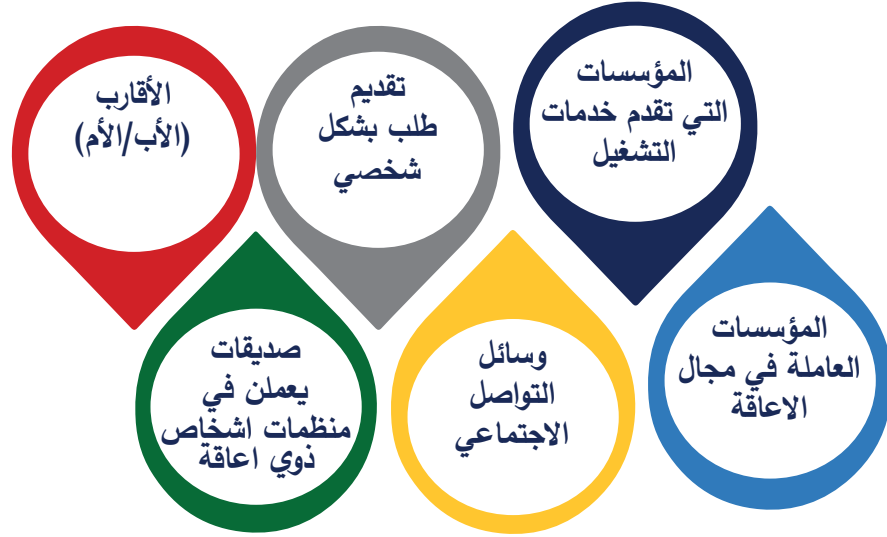 المؤسسات
التي تقدم خدمات
التشغيل
تقديم
طلب بشكل
شخصي
الأقارب
(الأب/الأم)
المؤسسات
العاملة في مجال
الاعاقة
وسائل
التواصل
الاجتماعي
صديقات
يعملن في
منظمات اشخاص
ذوي اعاقة